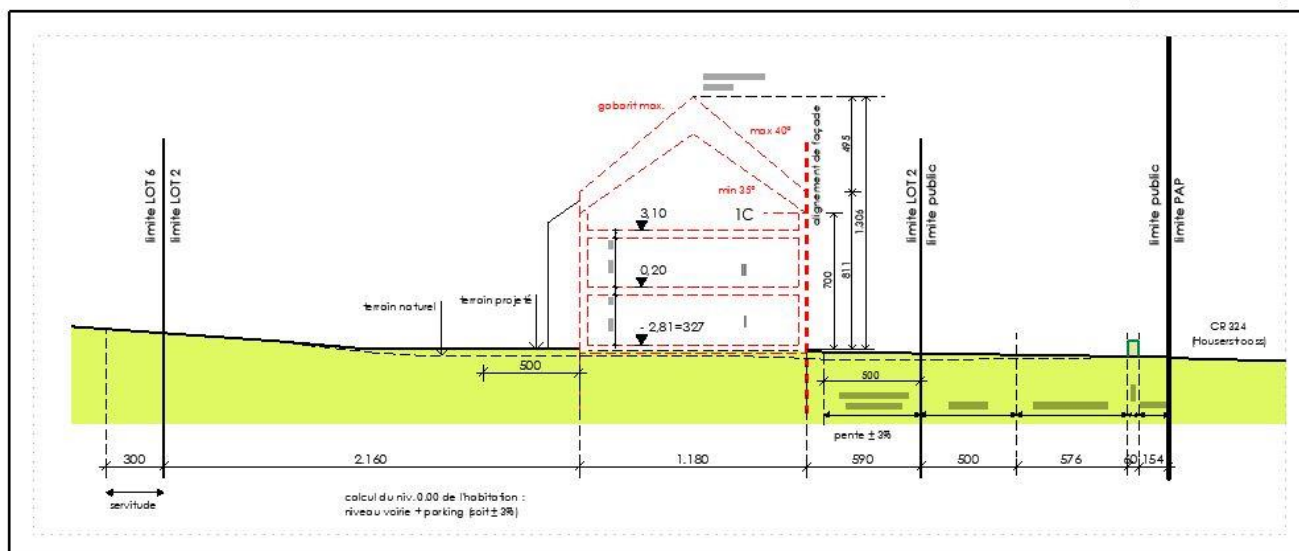 gabarit max.
max 40°
min 35°
alignement de façade
495
1.306
811
700
limite LOT 6
limite LOT 2
limite LOT 2
limite public
limite public
limite PAP
3,10
1C
0,20
- 2,81=327
terrain naturel
terrain projeté
CR 324
(Houserstooss)
500
500
pente ± 3%
300
2.160
1.180
590
500
576
60
154
servitude
calcul du niv. 0.00 de l'habitation :
niveau voirie + parking (soit ± 3%)